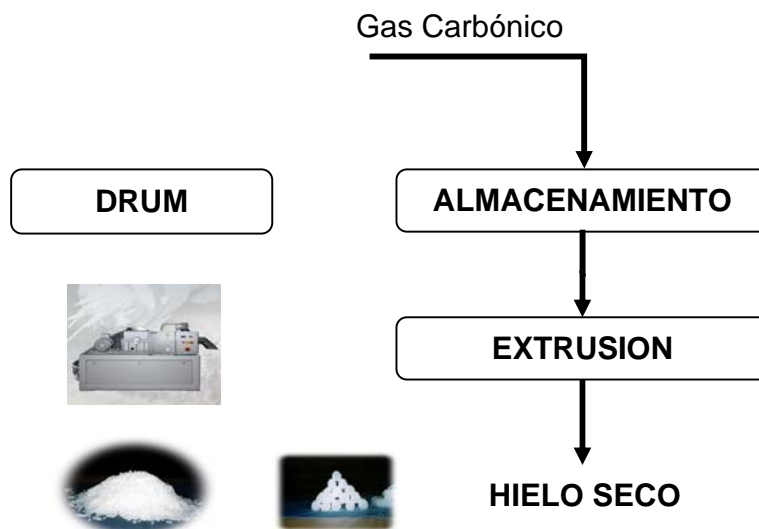 Gas Carbónico
DRUM
ALMACENAMIENTO
EXTRUSION
HIELO SECO